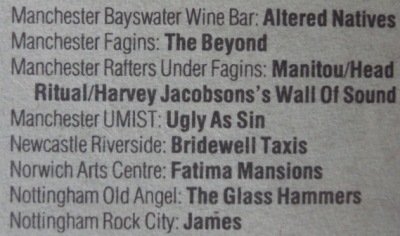 Manchester Bayswater Wine Bar: Altered Natives
Manchester Fagins: The Beyond
Manchester Rafters Under Fagins: Manitou/Head
Ritual/Harvey Jacobsons's Wall Of Sound
Manchester UMIST: Ugly As Sin
Newcastle Riverside: Bridewell Taxis
Norwich Arts Centre: Fatima Mansions
Nottingham Old Angel: The Glass Hammers
Nottingham Rock City: James